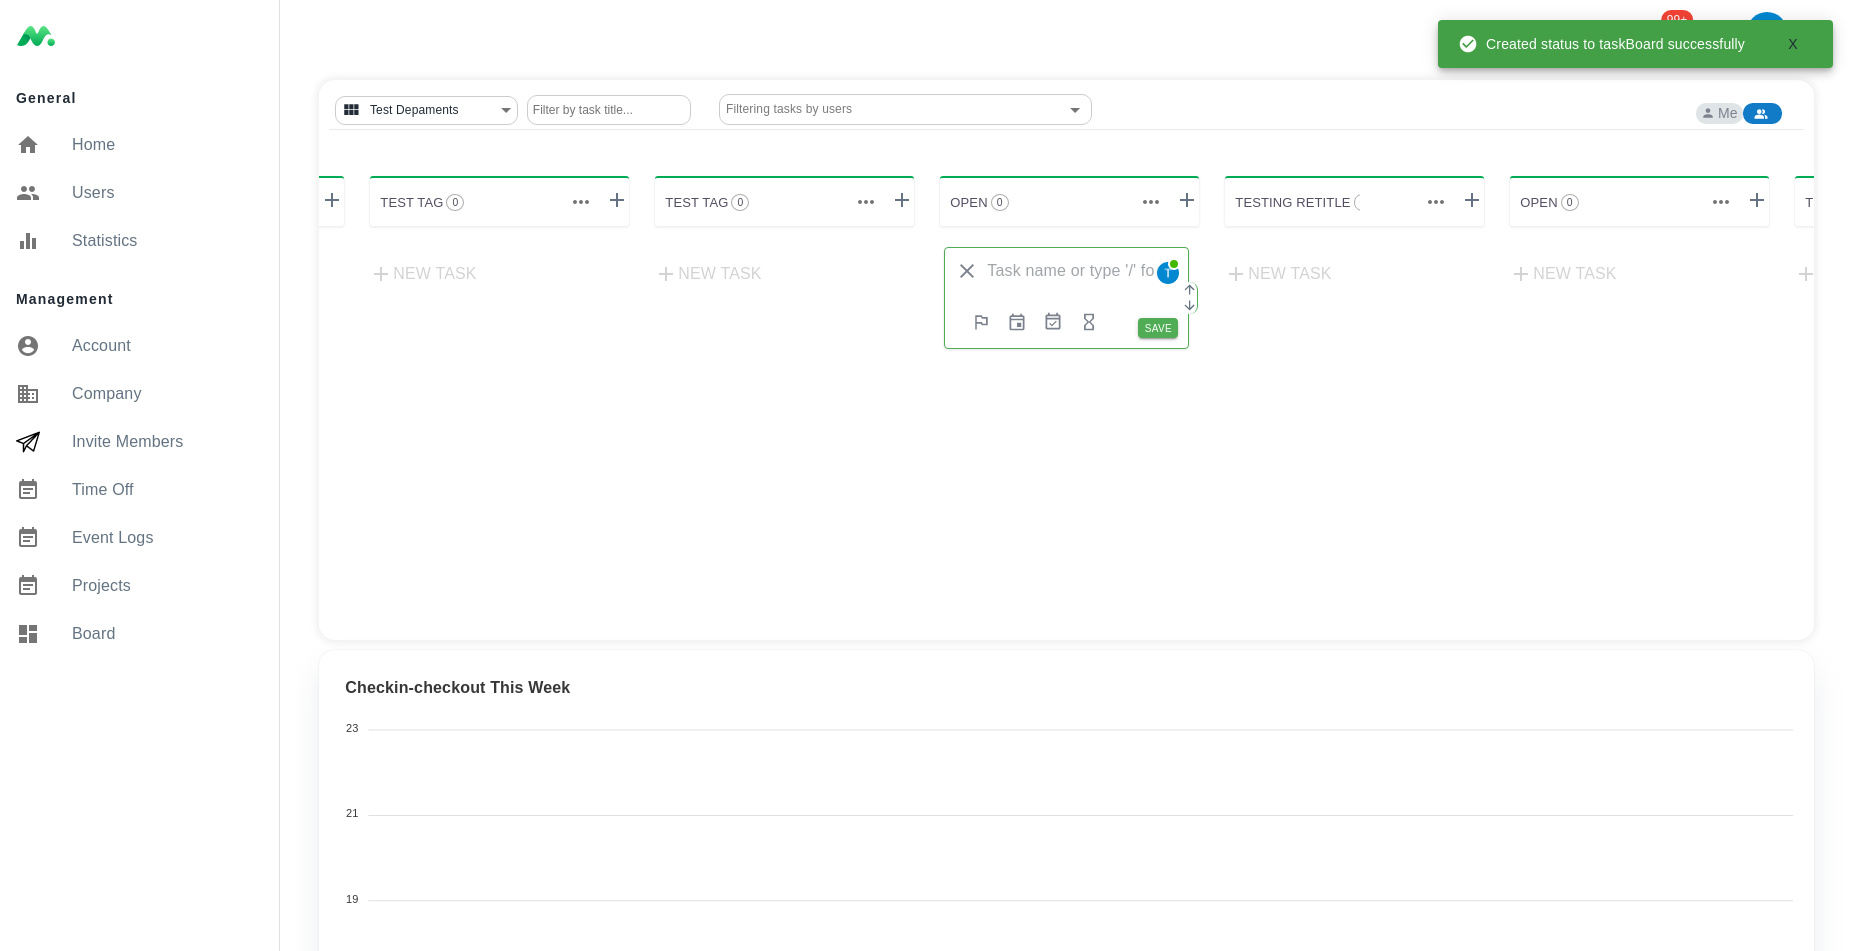 General
Home
Users
Statistics
Management
Account
Company
Invite Members
Time Off
Event Logs
Projects
Board
Created status to taskBoard successfully X
Test Depaments Filter by task title... Filtering tasks by users Me
TEST TAG 0 TEST TAG 0 OPEN 0 TESTING RETITLE OPEN 0
NEW TASK NEW TASK Task name or type '/' fo T NEW TASK NEW TASK
SAVE
Checkin-checkout This Week
23
21
19